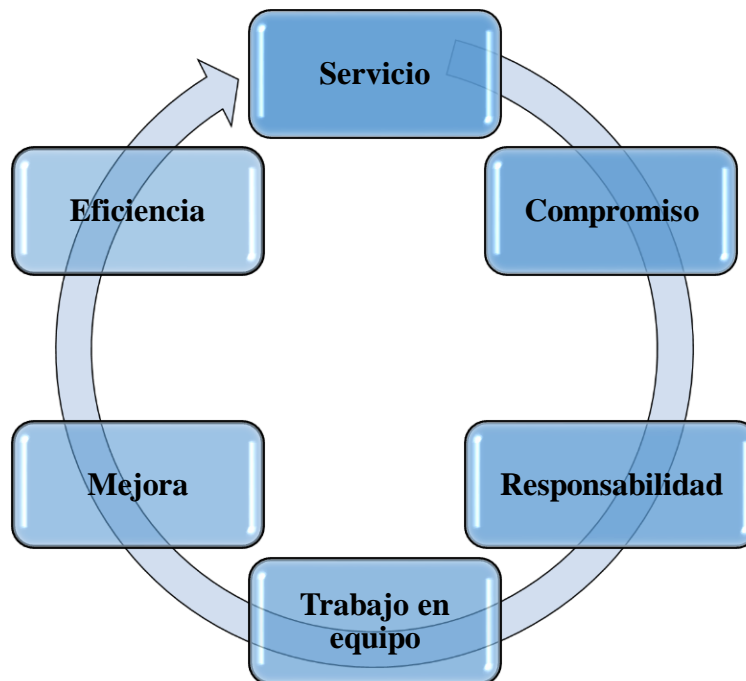 Servicio
Compromiso
Responsabilidad
Trabajo en
equipo
Mejora
Eficiencia